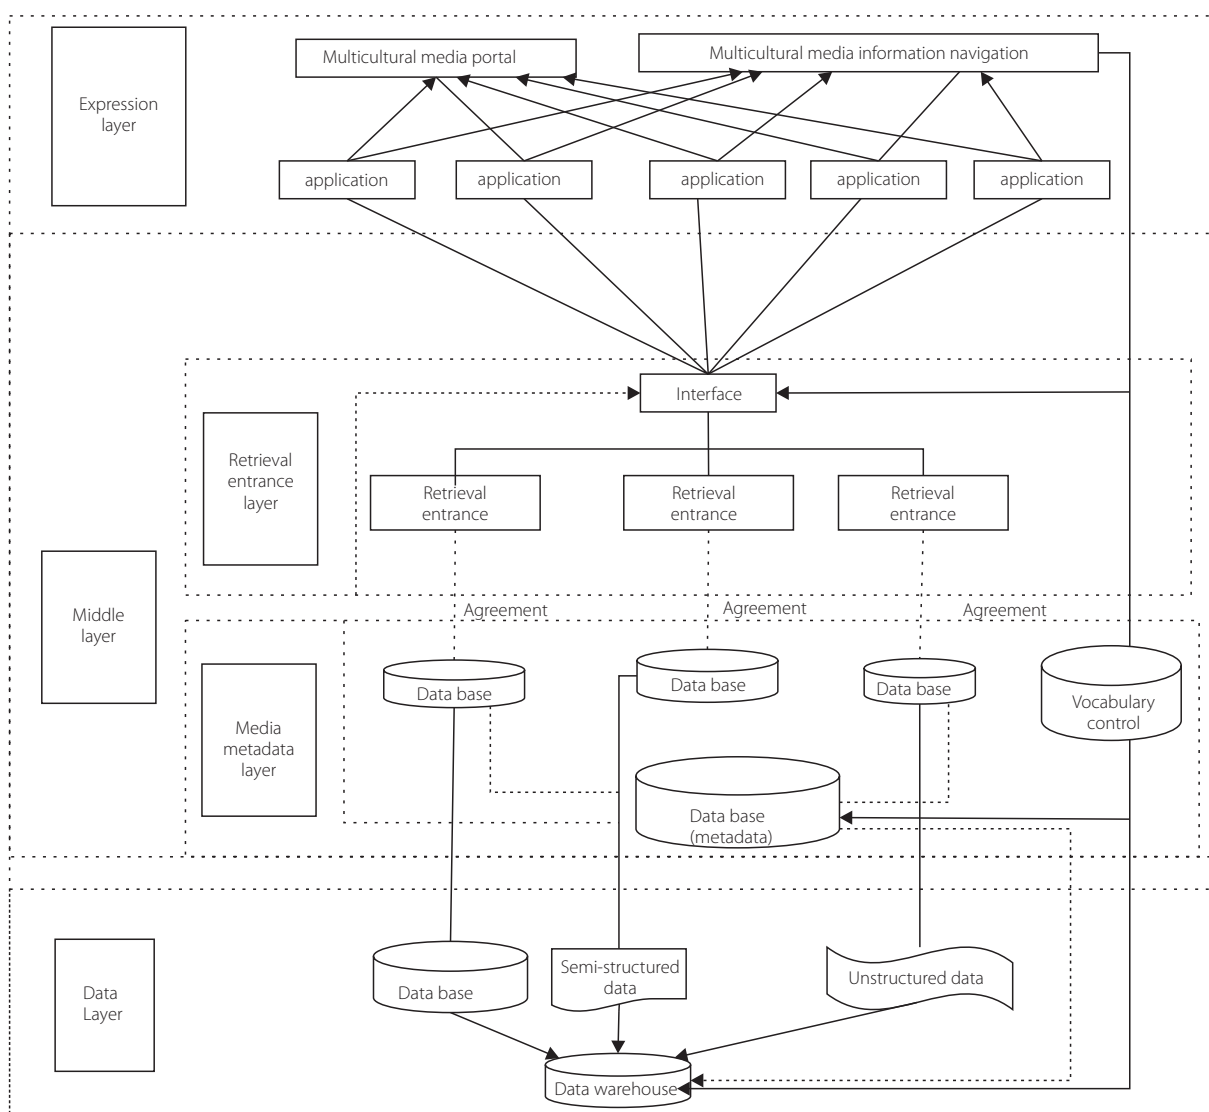 Multicultural media portal
Multicultural media information navigation
Expression
layer
application
application
application
application
application
Interface
Retrieval
entrance
layer
Retrieval
entrance
Retrieval
entrance
Retrieval
entrance
Middle
layer
Agreement
Agreement
Agreement
Data base
Data base
Data base
Vocabulary
control
Media
metadata
layer
Data base
(metadata)
Data
Layer
Data base
Semi-structured
data
Unstructured data
Data warehouse